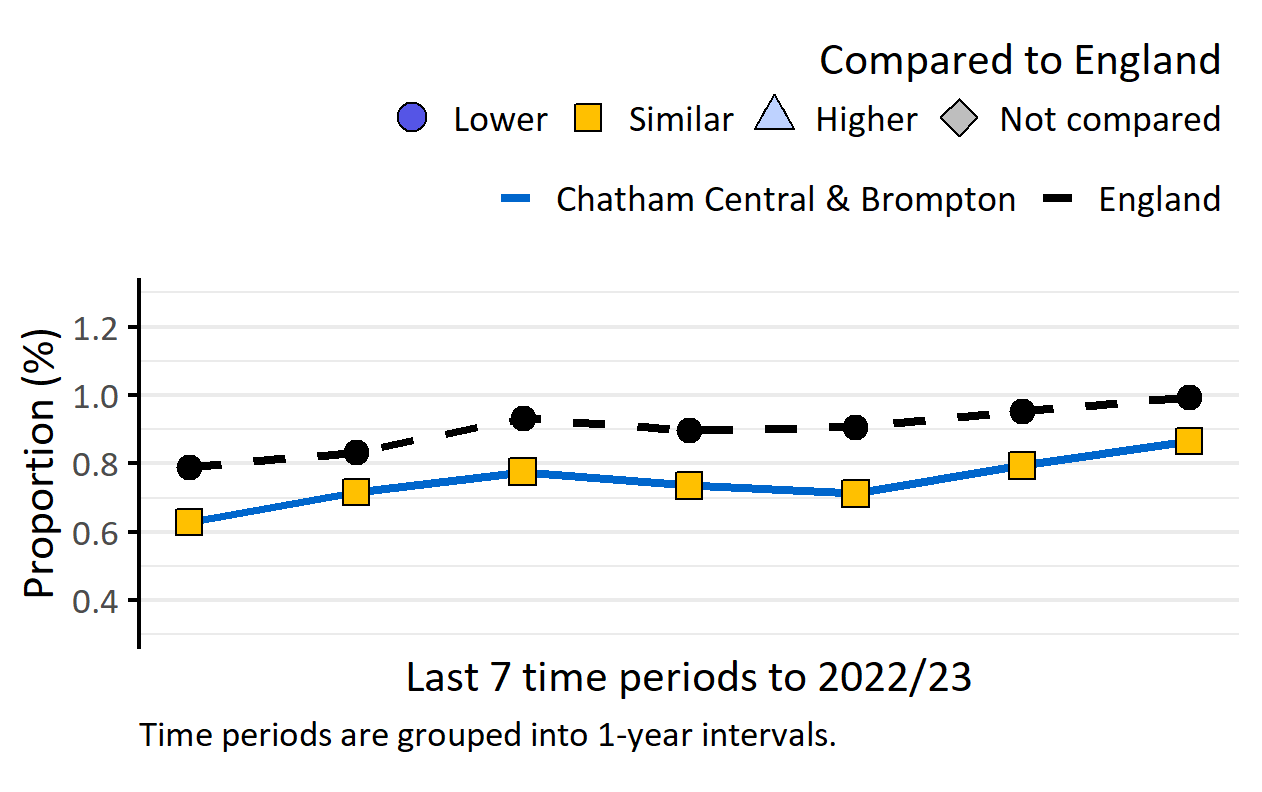 Compared to England
Lower Similar Higher Not compared
Chatham Central & Brompton England
Proportion (%)
1.2
1.0
0.8
0.6
0.4
Last 7 time periods to 2022/23
Time periods are grouped into 1-year intervals.